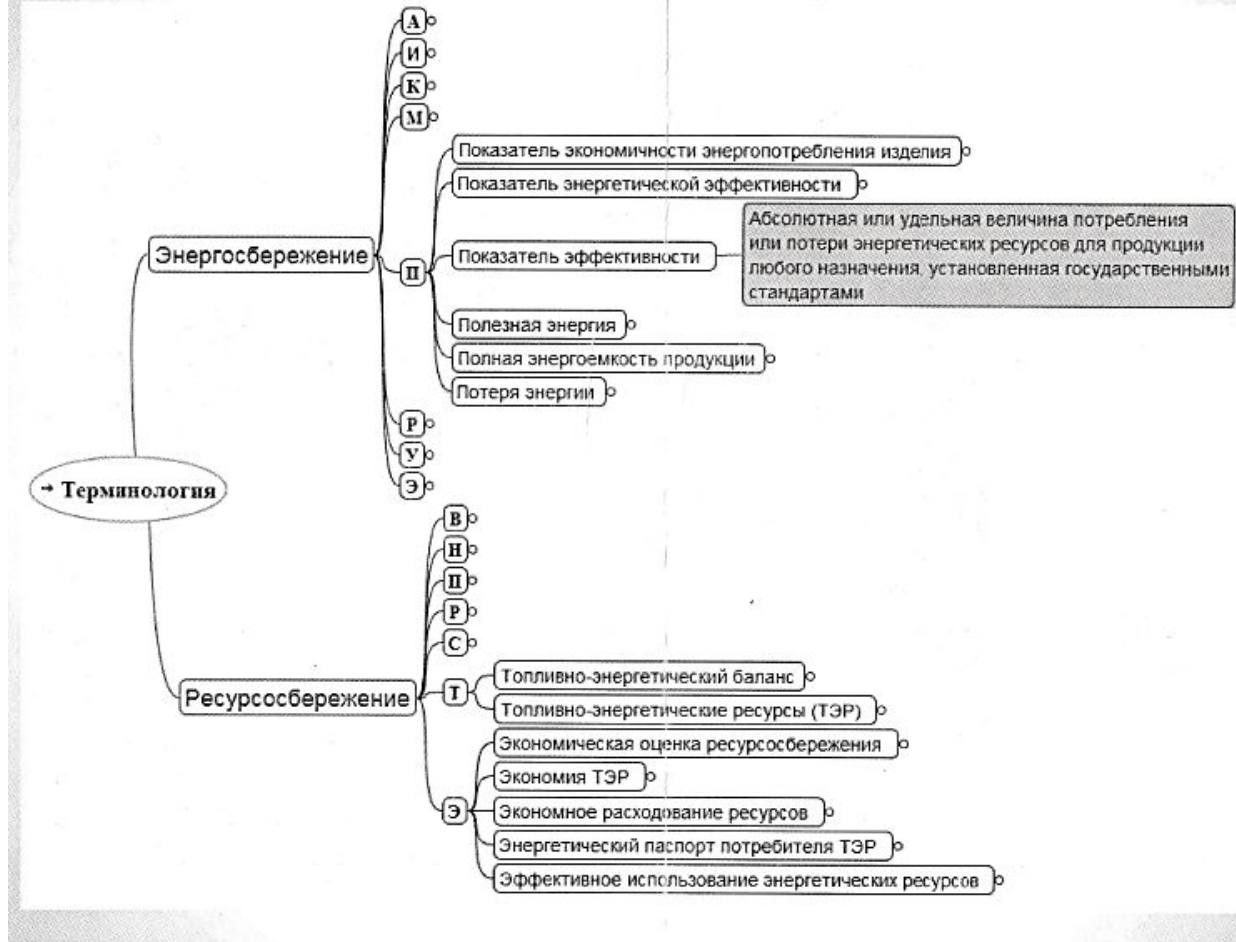 А
И
К
М
Показатель экономичности энергопотребления изделия
Показатель энергетической эффективности
Абсолютная или удельная величина потребления
или потери энергетических ресурсов для продукции
любого назначения, установленная государственными
стандартами
Энергосбережение
П
Показатель эффективности
Полезная энергия
Полная энергоемкость продукции
Потеря энергии
Р
У
Э
→ Терминология
В
Н
П
Р
С
Ресурсосбережение
Т
Топливно-энергетический баланс
Топливно-энергетические ресурсы (ТЭР)
Экономическая оценка ресурсосбережения
Экономия ТЭР
Э
Экономное расходование ресурсов
Энергетический паспорт потребителя ТЭР
Эффективное использование энергетических ресурсов